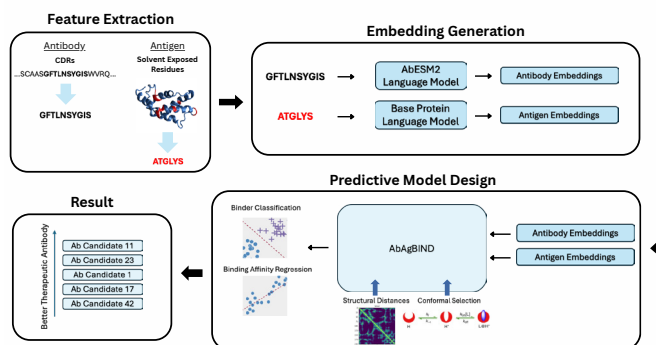 Feature Extraction
Antibody
CDRs
...SCAASGFTLNSYGISWVRQ...
GFTLNSYGIS
Antigen
Solvent Exposed
Residues
ATGLYS
Embedding Generation
GFTLNSYGIS
AbESM2
Language Model
Antibody Embeddings
ATGLYS
Base Protein
Language Model
Antigen Embeddings
Predictive Model Design
Binder Classification
Binding Affinity Regression
AbAgBIND
Antibody Embeddings
Antigen Embeddings
Structural Distances
Conformal Selection
Result
Better Therapeutic Antibody
Ab Candidate 11
Ab Candidate 23
Ab Candidate 1
Ab Candidate 17
Ab Candidate 42